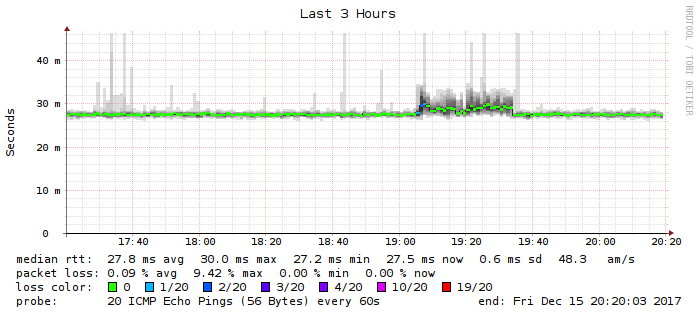 Last 3 Hours
RRDTOOL / TOBI OETIKER
Seconds
40 m
30 m
20 m
10 m
0
17:40 18:00 18:20 18:40 19:00 19:20 19:40 20:00 20:20
median rtt: 27.8 ms avg 30.0 ms max 27.2 ms min 27.5 ms now 0.6 ms sd 48.3 am/s
packet loss: 0.09 % avg 9.42 % max 0.00 % min 0.00 % now
loss color: 0 1/20 2/20 3/20 4/20 10/20 19/20
probe: 20 ICMP Echo Pings (56 Bytes) every 60s end: Fri Dec 15 20:20:03 2017